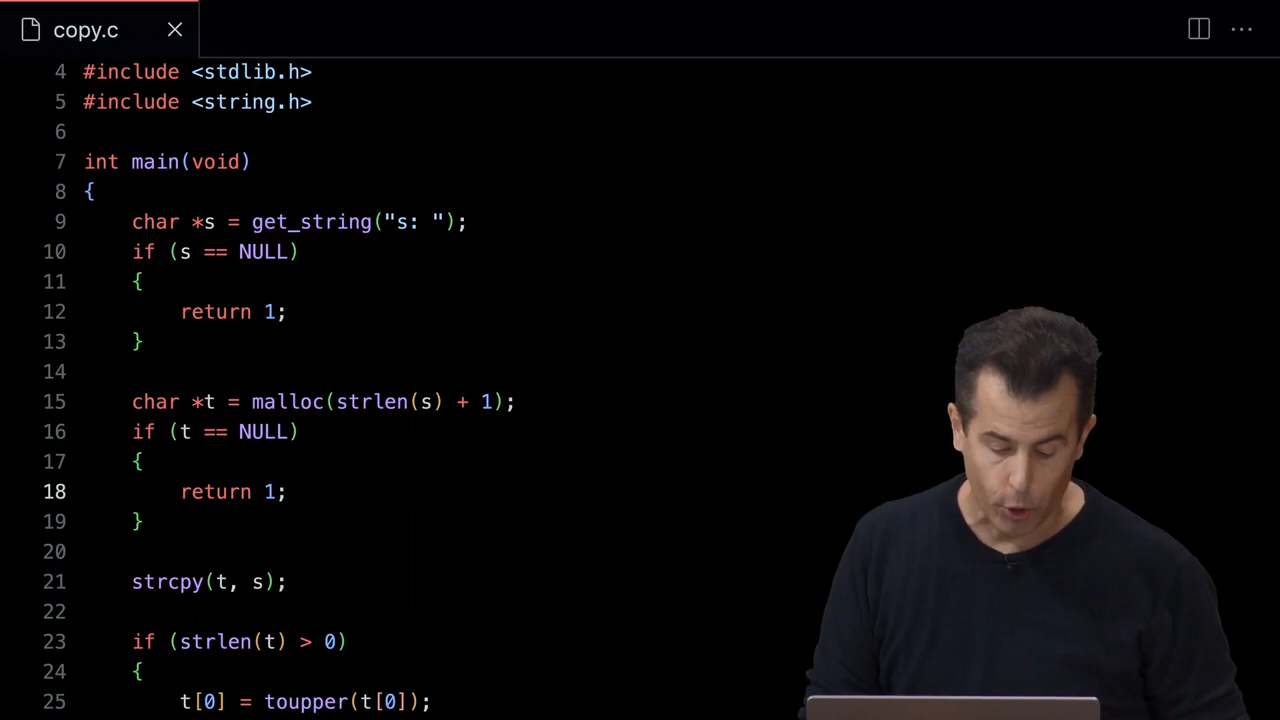 copy.c
4 #include <stdlib.h>
5 #include <string.h>
6
7 int main(void)
8 {
9 char *s = get_string("s: ");
10 if (s == NULL)
11 {
12 return 1;
13 }
14
15 char *t = malloc(strlen(s) + 1);
16 if (t == NULL)
17 {
18 return 1;
19 }
20
21 strcpy(t, s);
22
23 if (strlen(t) > 0)
24 {
25 t[0] = toupper(t[0]);